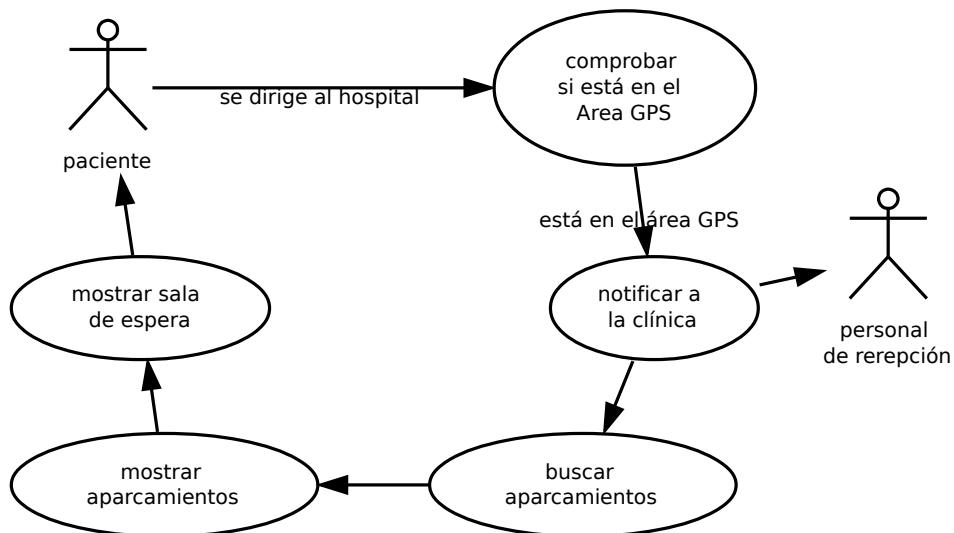 comprobar
si está en el
Area GPS
se dirige al hospital
paciente
está en el área GPS
mostrar sala
de espera
notificar a
la clínica
personal
de rerepción
mostrar
aparcamientos
buscar
aparcamientos